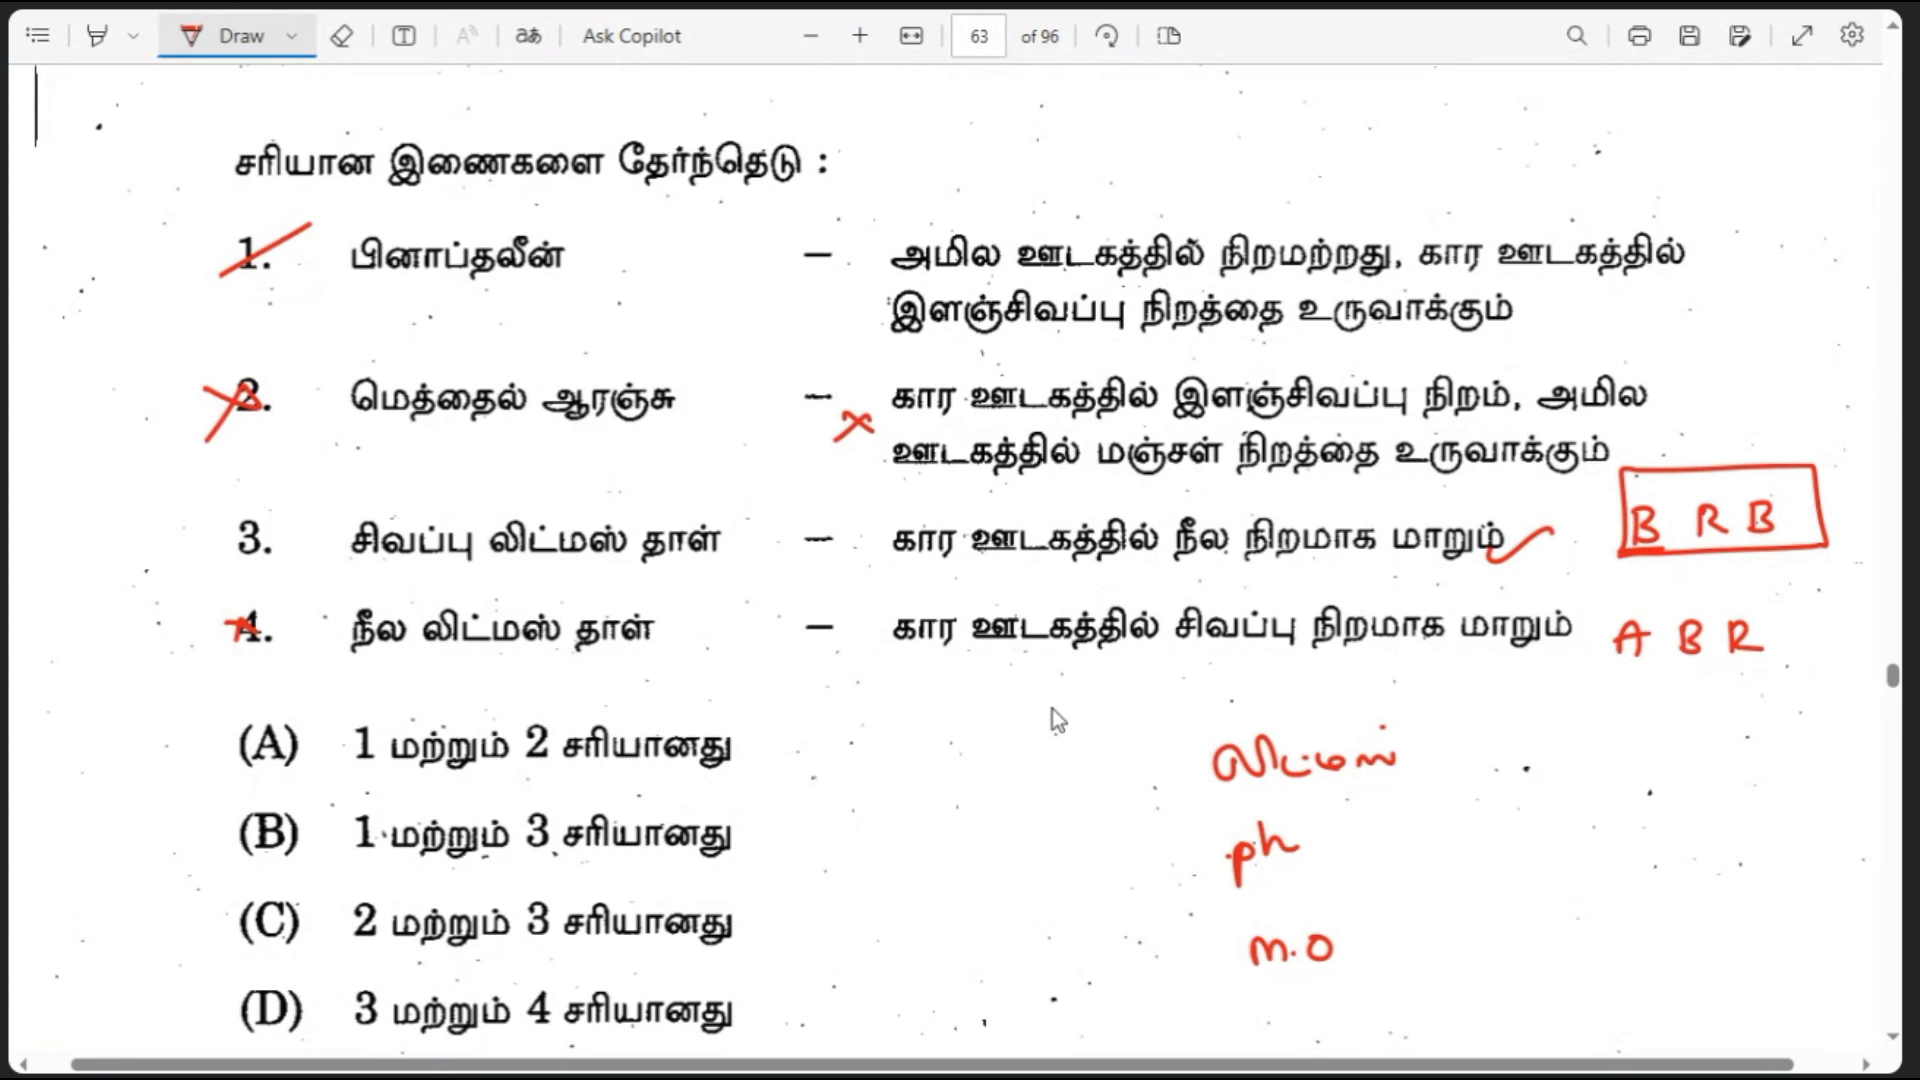 Draw
Ask Copilot
63 of 96
சரியான இணைகளை தேர்ந்தெடு :
1. பினாப்தலீன் – அமில ஊடகத்தில் நிறமற்றது, கார ஊடகத்தில்
இளஞ்சிவப்பு நிறத்தை உருவாக்கும்
2. மெத்தைல் ஆரஞ்சு – கார ஊடகத்தில் இளஞ்சிவப்பு நிறம், அமில
ஊடகத்தில் மஞ்சள் நிறத்தை உருவாக்கும்
B R B
3. சிவப்பு லிட்மஸ் தாள் – கார ஊடகத்தில் நீல நிறமாக மாறும்
4. நீல லிட்மஸ் தாள் – கார ஊடகத்தில் சிவப்பு நிறமாக மாறும்
A B R
(A) 1 மற்றும் 2 சரியானது
லிட்மஸ்
(B) 1 மற்றும் 3 சரியானது
ph
(C) 2 மற்றும் 3 சரியானது
m.o
(D) 3 மற்றும் 4 சரியானது